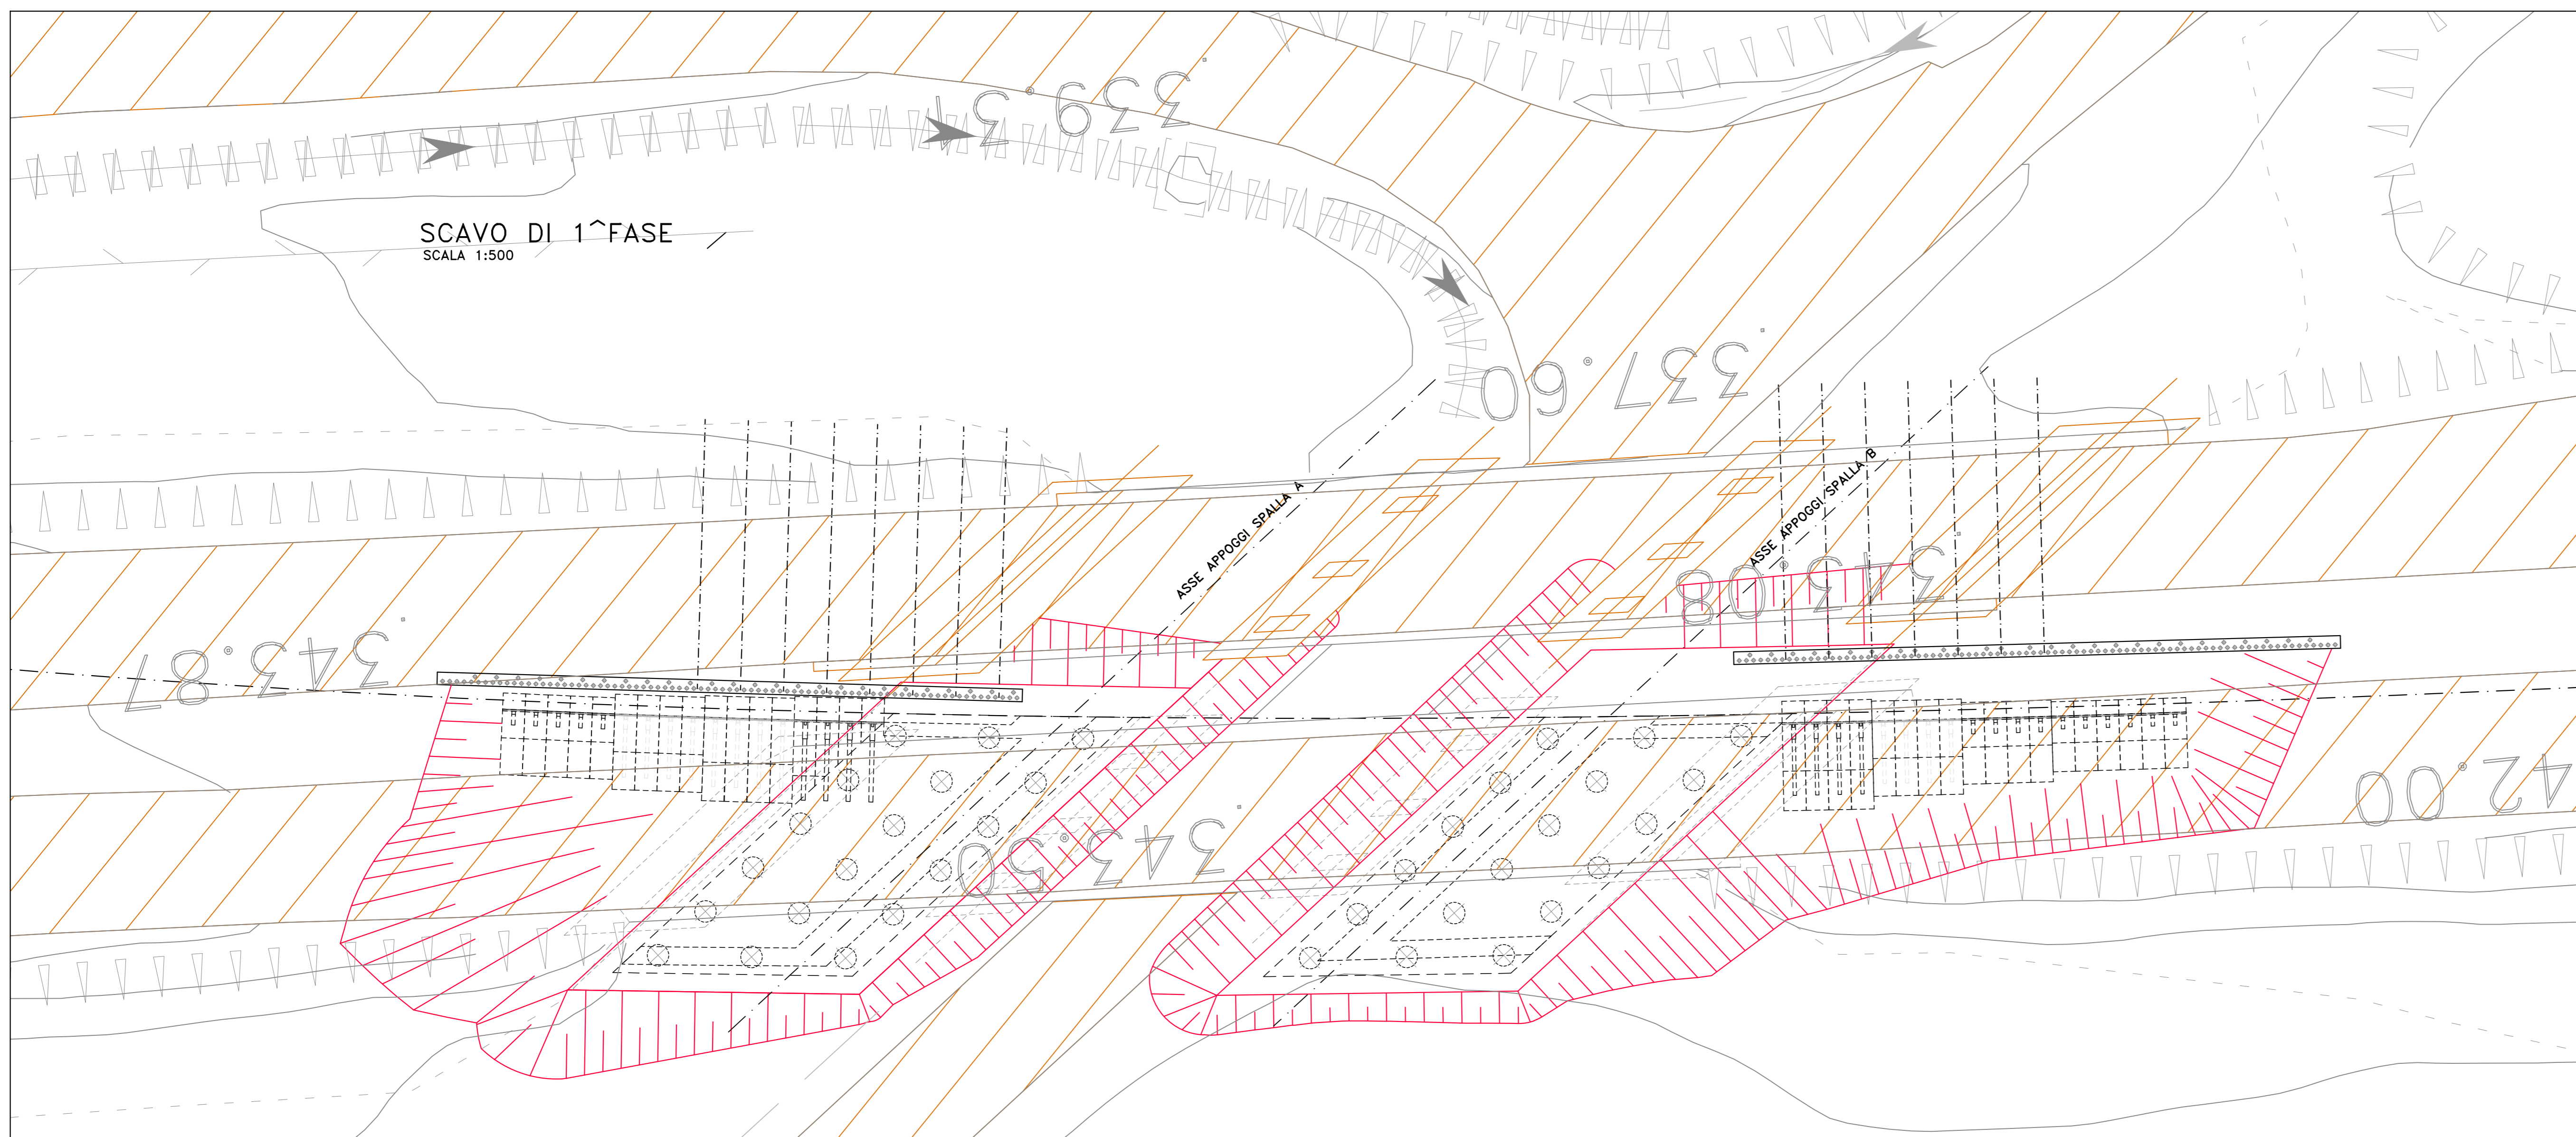 339.34
SCAVO DI 1^FASE
SCALA 1:500
337.60
ASSE APPOGGI SPALLA A
ASSE APPOGGI SPALLA B
343.08
343.87
42.00
343.50